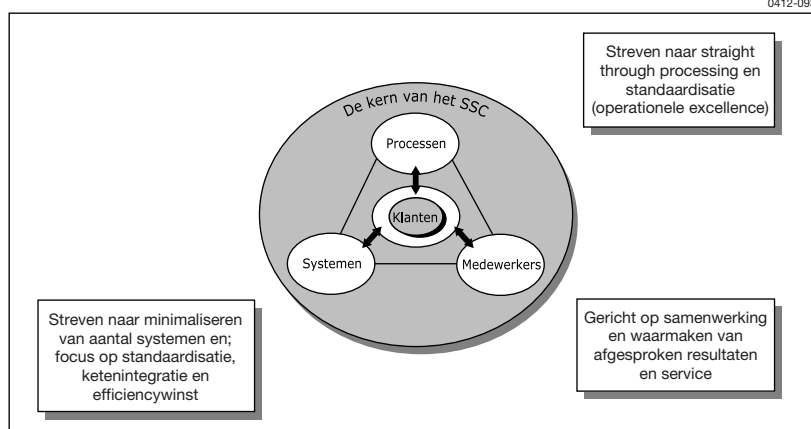 0412-093
Streven naar straight
through processing en
standaardisatie
(operationele excellence)
De kern van het SSC
Processen
Klanten
Systemen
Medewerkers
Streven naar minimaliseren
van aantal systemen en;
focus op standaardisatie,
ketenintegratie en
efficiencywinst
Gericht op samenwerking
en waarmaken van
afgesproken resultaten
en service